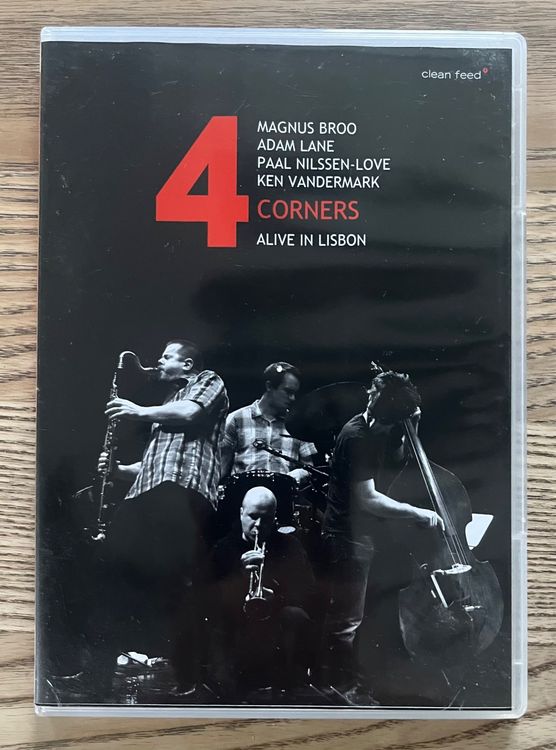 clean feed
MAGNUS BROO
ADAM LANE
PAAL NILSSEN-LOVE
KEN VANDERMARK
4 CORNERS
ALIVE IN LISBON